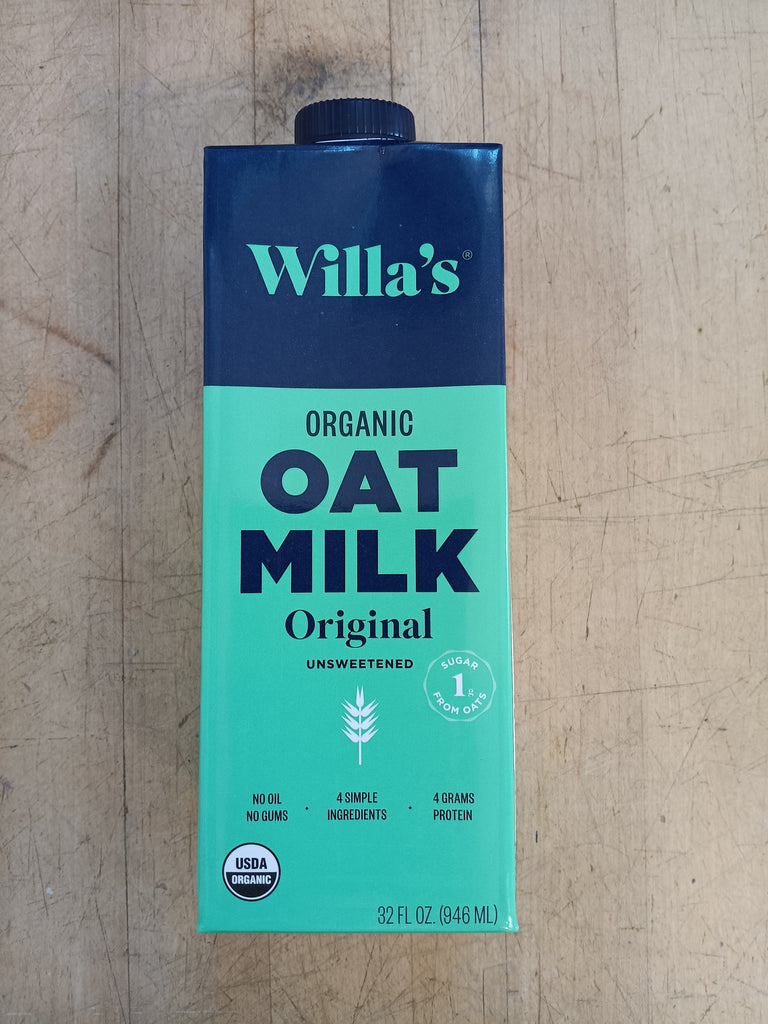 Willa's®
ORGANIC
OAT
MILK
Original
UNSWEETENED
SUGAR
1g
FROM OATS
NO OIL
NO GUMS
·
4 SIMPLE
INGREDIENTS
·
4 GRAMS
PROTEIN
USDA
ORGANIC
32 FL OZ. (946 ML)